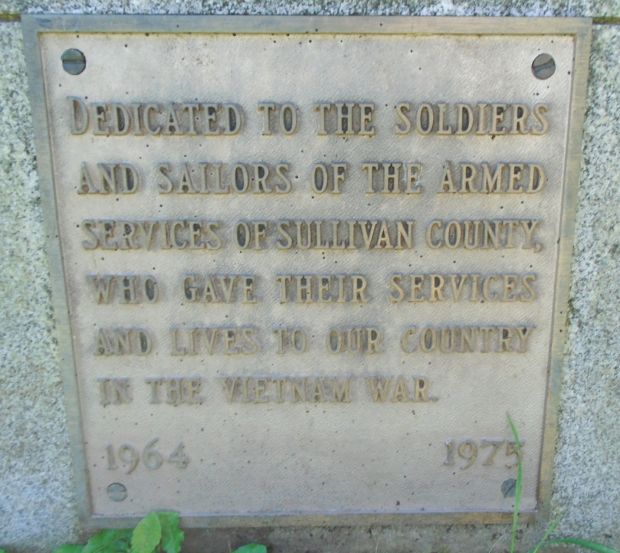 DEDICATED TO THE SOLDIERS
AND SAILORS OF THE ARMED
SERVICES OF SULLIVAN COUNTY,
WHO GAVE THEIR SERVICES
AND LIVES TO OUR COUNTRY
IN THE VIETNAM WAR.
1964 1975